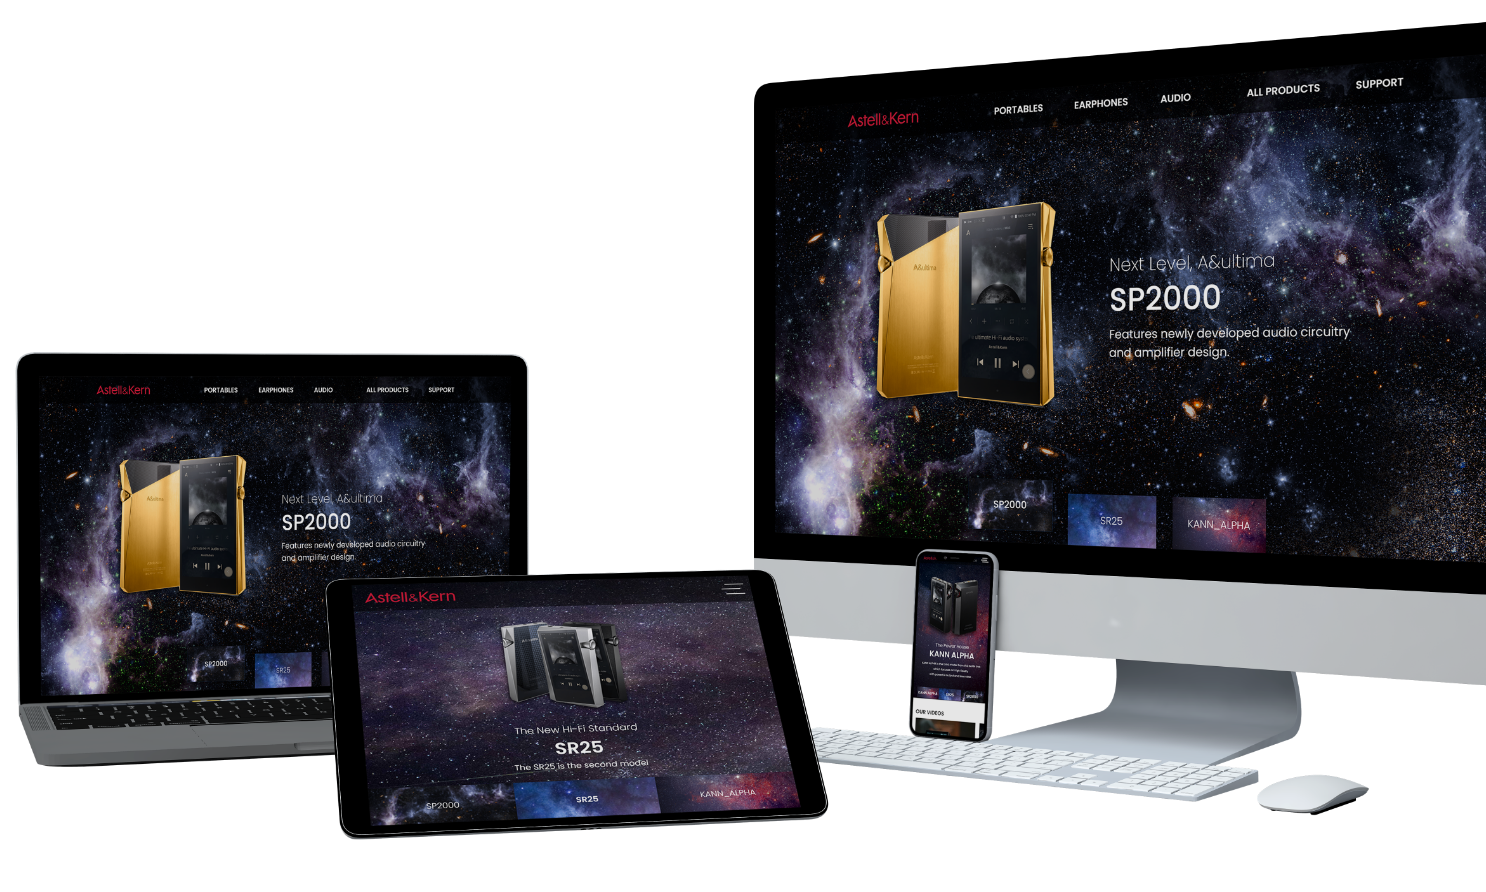 Astell&Kern
PORTABLES
EARPHONES
AUDIO
ALL PRODUCTS
SUPPORT
A&ultima
Next Level, A&ultima
SP2000
Features newly developed audio circuitry
and amplifier design.
SP2000
SR25
KANN_ALPHA
Astell&Kern
PORTABLES
EARPHONES
AUDIO
ALL PRODUCTS
SUPPORT
A&ultima
Next Level, A&ultima
SP2000
Features newly developed audio circuitry
and amplifier design.
SP2000
SR25
Astell&Kern
The New Hi-Fi Standard
SR25
The SR25 is the second model
SP2000
SR25
KANN_ALPHA
KANN ALPHA
OUR VIDEOS